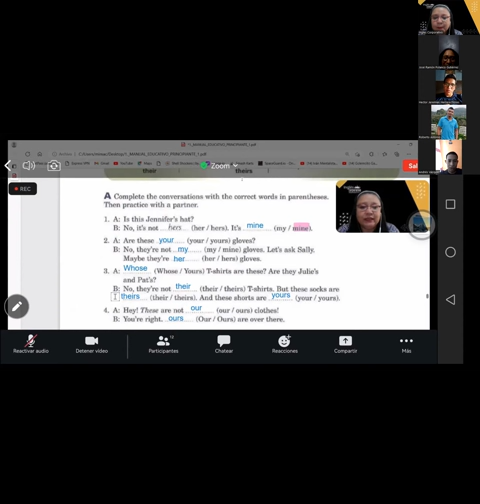 their theirs
Zoom
REC
Sal
A Complete the conversations with the correct words in parentheses.
Then practice with a partner.
1. A: Is this Jennifer's hat?
B: No, it's not hers (her / hers). It's mine (my / mine).
2. A: Are these your (your / yours) gloves?
B: No, they're not my (my / mine) gloves. Let's ask Sally.
Maybe they're her (her / hers) gloves.
3. A: Whose (Whose / Yours) T-shirts are these? Are they Julie's
and Pat's?
B: No, they're not their (their / theirs) T-shirts. But these socks are
theirs (their / theirs). And these shorts are yours (your / yours).
4. A: Hey! These are not our (our / ours) clothes!
B: You're right. ours (Our / Ours) are over there.
Reactivar audio Detener video Participantes Chatear Reacciones Compartir Más